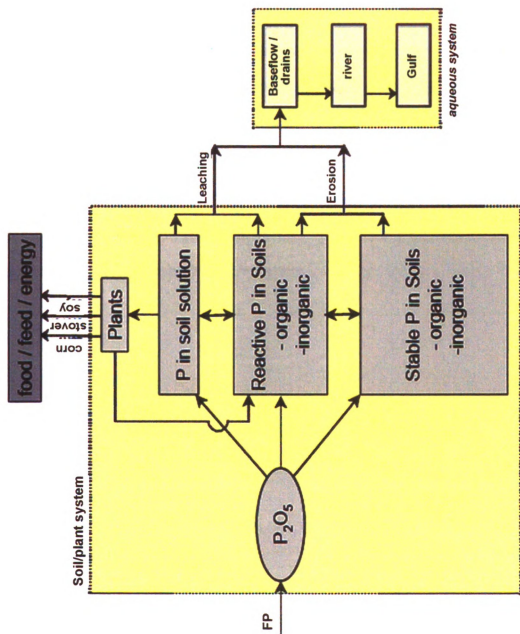 food / feed / energy
corn
stover
soy
Soil/plant system
Plants
P in soil solution
Reactive P in Soils
- organic
-inorganic
Stable P in Soils
- organic
-inorganic
P₂O₅
FP
Leaching
Erosion
Baseflow /
drains
river
Gulf
aqueous system